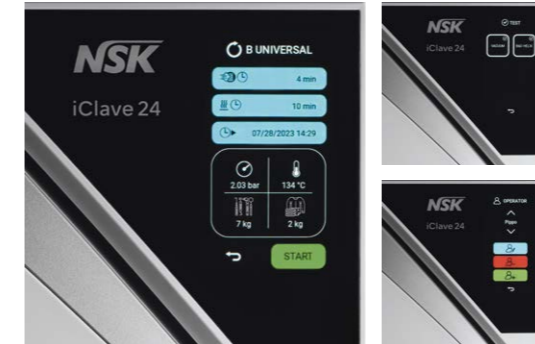 NSK
iClave 24
B UNIVERSAL
4 min
10 min
07/28/2023 14:29
2.03 bar
134 °C
7 kg
2 kg
START
NSK
iClave 24
TEST
VACUUM
NSK
iClave 24
OPERATOR